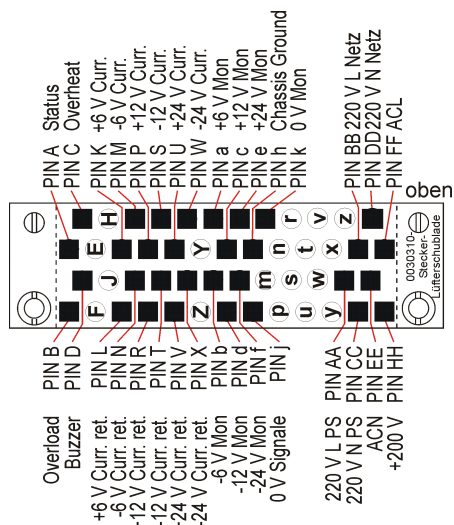 PIN A Status
PIN C Overheat
PIN K +6 V Curr.
PIN M -6 V Curr.
PIN P +12 V Curr.
PIN S -12 V Curr.
PIN U +24 V Curr.
PIN W -24 V Curr.
PIN a +6 V Mon
PIN c +12 V Mon
PIN e +24 V Mon
PIN h Chassis Ground
PIN k 0 V Mon
PIN BB 220 V L Netz
PIN DD 220 V N Netz
PIN FF ACL
oben
H r v z
E Y n t x
J m s w
F Z p u y
0030310-
Stecker-
Lüfterschublade
Overload PIN B
Buzzer PIN D
+6 V Curr. ret. PIN L
-6 V Curr. ret. PIN N
+12 V Curr. ret. PIN R
-12 V Curr. ret. PIN T
+24 V Curr. ret. PIN V
-24 V Curr. ret. PIN X
-6 V Mon PIN b
-12 V Mon PIN d
-24 V Mon PIN f
0 V Signale PIN j
220 V L PS PIN AA
220 V N PS PIN CC
ACN PIN EE
+200 V PIN HH